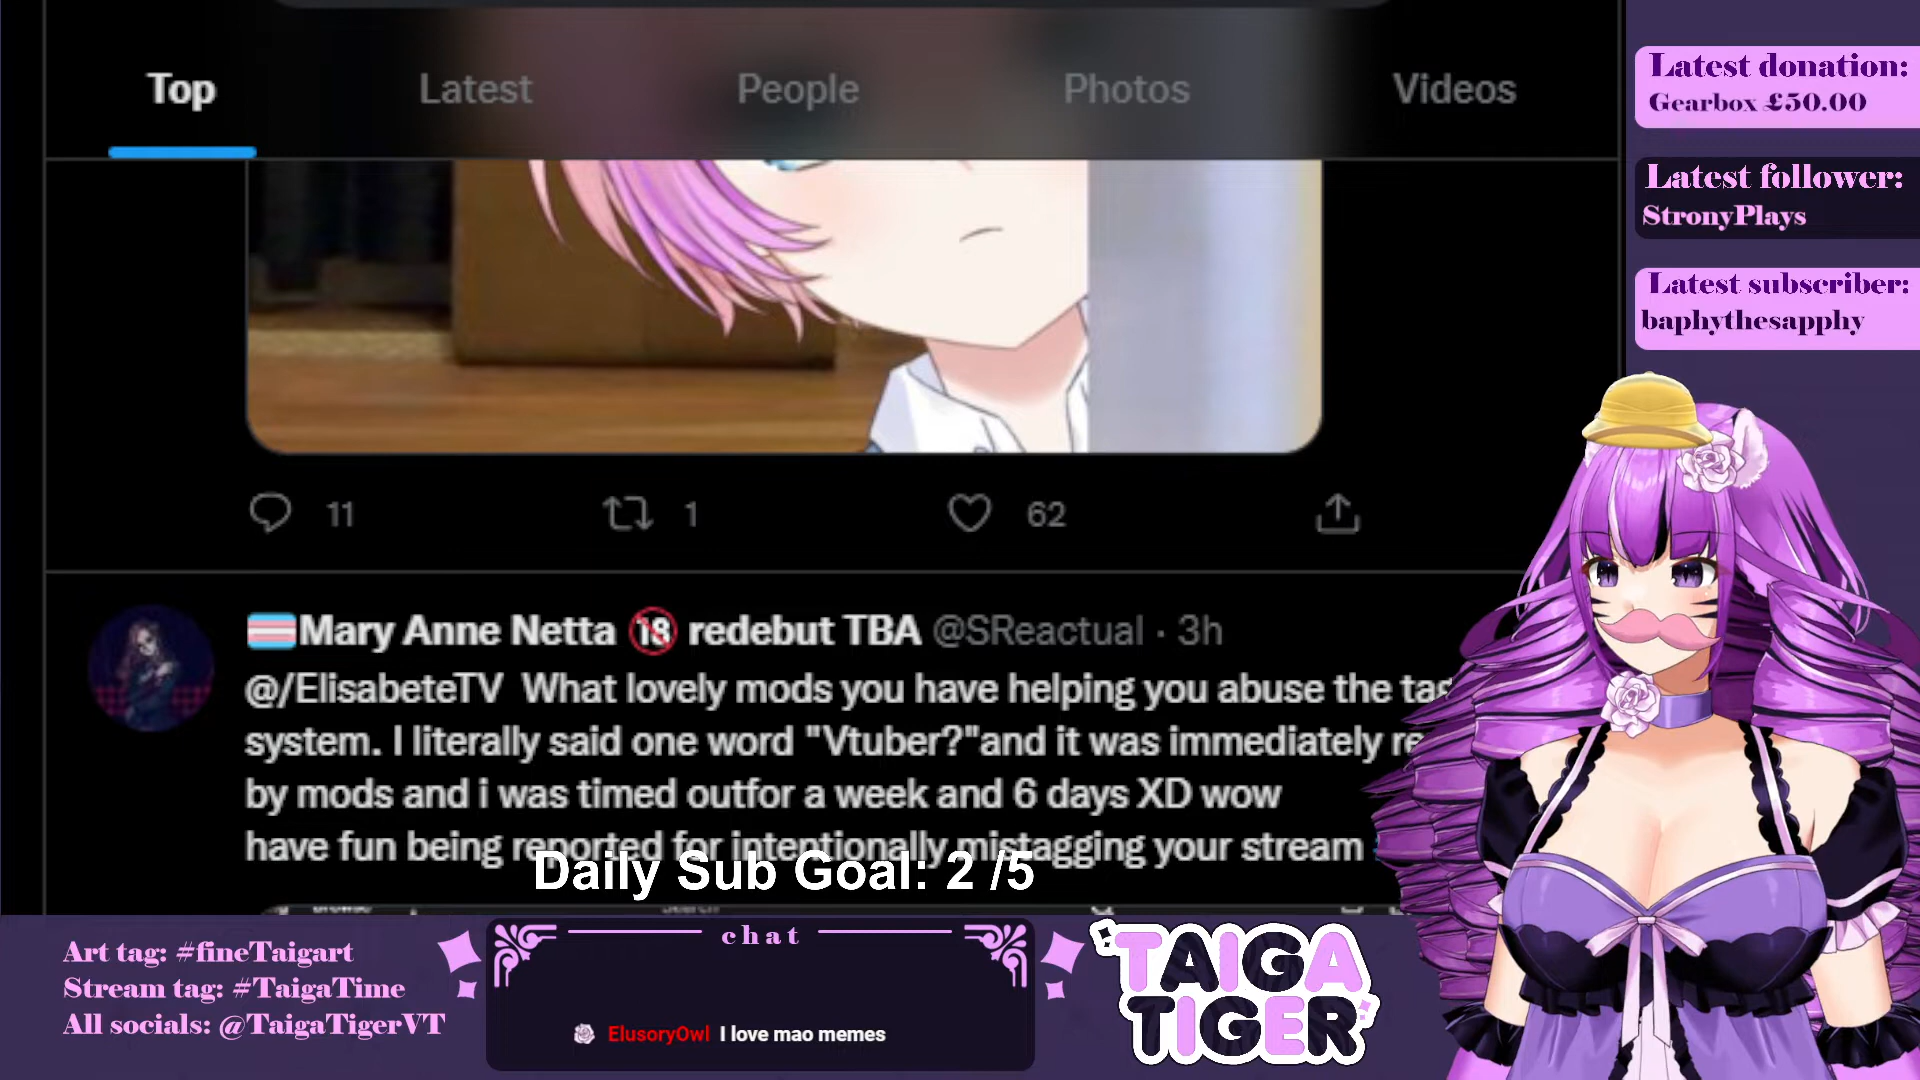 Top Latest People Photos Videos
11 1 62
Mary Anne Netta 🔞 redebut TBA @SReactual · 3h
@/ElisabeteTV What lovely mods you have helping you abuse the
system. I literally said one word "Vtuber?"and it was immediately
by mods and i was timed outfor a week and 6 days XD wow
have fun being reported for intentionally mistagging your stream
Daily Sub Goal: 2 /5
Latest donation:
Gearbox £50.00
Latest follower:
StronyPlays
Latest subscriber:
baphythesapphy
Art tag: #fineTaigart
Stream tag: #TaigaTime
All socials: @TaigaTigerVT
chat
ElusoryOwl I love mao memes
TAIGA
TIGER